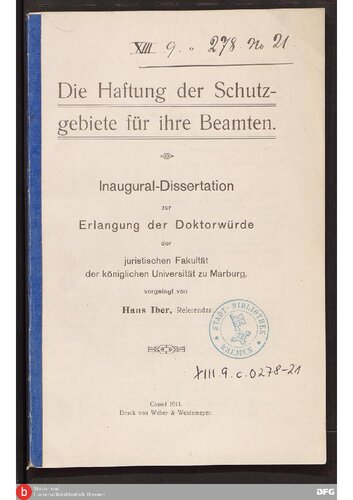 XIII 9. c 278 No 21
Die Haftung der Schutz-
gebiete für ihre Beamten.
Inaugural-Dissertation
zur
Erlangung der Doktorwürde
der
juristischen Fakultät
der königlichen Universität zu Marburg,
vorgelegt von
Hans Iber, Referendar.
STADT-BIBLIOTHEK
BREMEN
XIII.9.c.0278-21
Cassel 1911.
Druck von Weber & Weidemeyer.
b
Staats- und
Universitätsbibliothek Bremen
DFG